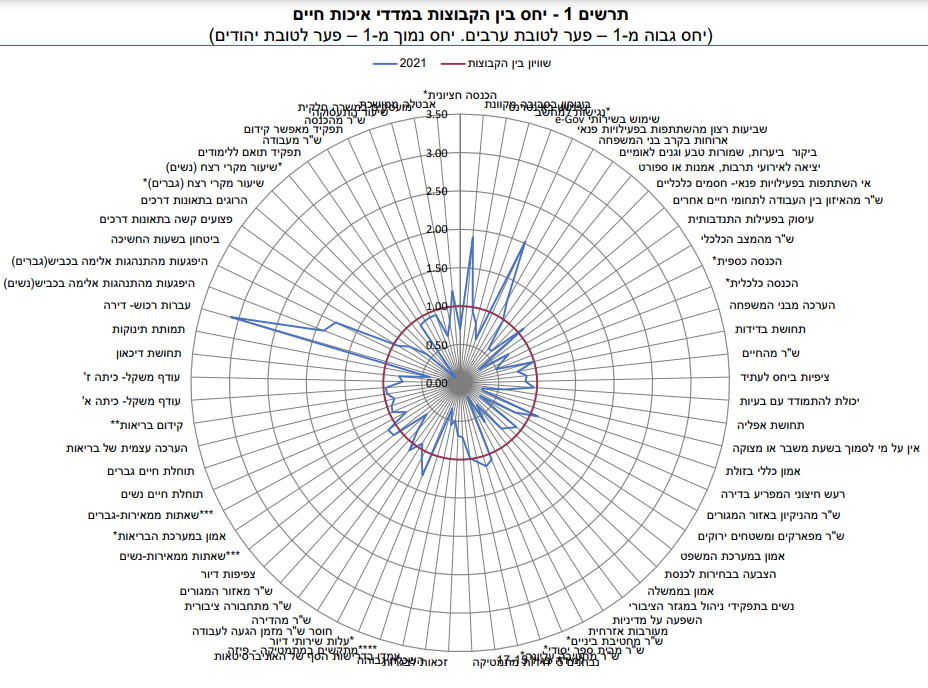 תרשים 1 - יחס בין הקבוצות במדדי איכות חיים
(יחס גבוה מ-1 – פער לטובת ערבים. יחס נמוך מ-1 – פער לטובת יהודים)
2021
שוויון בין הקבוצות
הכנסה חציונית*
שימוש בשירותי e-Gov
שביעות רצון מהשתתפות בפעילויות פנאי
ארוחות בקרב בני המשפחה
ביקור ביערות, שמורות טבע וגנים לאומיים
יציאה לאירועי תרבות, אמנות או ספורט
אי השתתפות בפעילויות פנאי- חסמים כלכליים
ש"ר מהאיזון בין העבודה לתחומי חיים אחרים
עיסוק בפעילות התנדבותית
ש"ר מהמצב הכלכלי
הכנסה כספית*
הכנסה כלכלית*
הערכה מבני המשפחה
תחושת בדידות
ש"ר מהחיים
ציפיות ביחס לעתיד
יכולת להתמודד עם בעיות
תחושת אפליה
אין על מי לסמוך בשעת משבר או מצוקה
אמון כללי בזולת
רעש חיצוני המפריע בדירה
ש"ר מהניקיון באזור המגורים
ש"ר מפארקים ומשטחים ירוקים
אמון במערכת המשפט
הצבעה בבחירות לכנסת
אמון בממשלה
נשים בתפקידי ניהול במגזר הציבורי
השפעה על מדיניות
מעורבות אזרחית
ש"ר מחטיבת ביניים*
ש"ר מבית ספר יסודי*
חוסר ש"ר מזמן הגעה לעבודה
ש"ר מהדירה
ש"ר מתחבורה ציבורית
ש"ר מאזור המגורים
צפיפות דיור
***שאתות ממאירות-נשים
אמון במערכת הבריאות*
***שאתות ממאירות-גברים
תוחלת חיים נשים
תוחלת חיים גברים
הערכה עצמית של בריאות
קידום בריאות**
עודף משקל- כיתה א'
עודף משקל- כיתה ז'
תחושת דיכאון
תמותת תינוקות
עברות רכוש- דירה
היפגעות מהתנהגות אלימה בכביש(נשים)
היפגעות מהתנהגות אלימה בכביש(גברים)
ביטחון בשעות החשיכה
פצועים קשה בתאונות דרכים
הרוגים בתאונות דרכים
שיעור מקרי רצח (גברים)*
*שיעור מקרי רצח (נשים)
תפקיד תואם ללימודים
ש"ר מעבודה
תפקיד מאפשר קידום
ש"ר מהכנסה
3.50
3.00
2.50
2.00
1.50
1.00
0.50
0.00